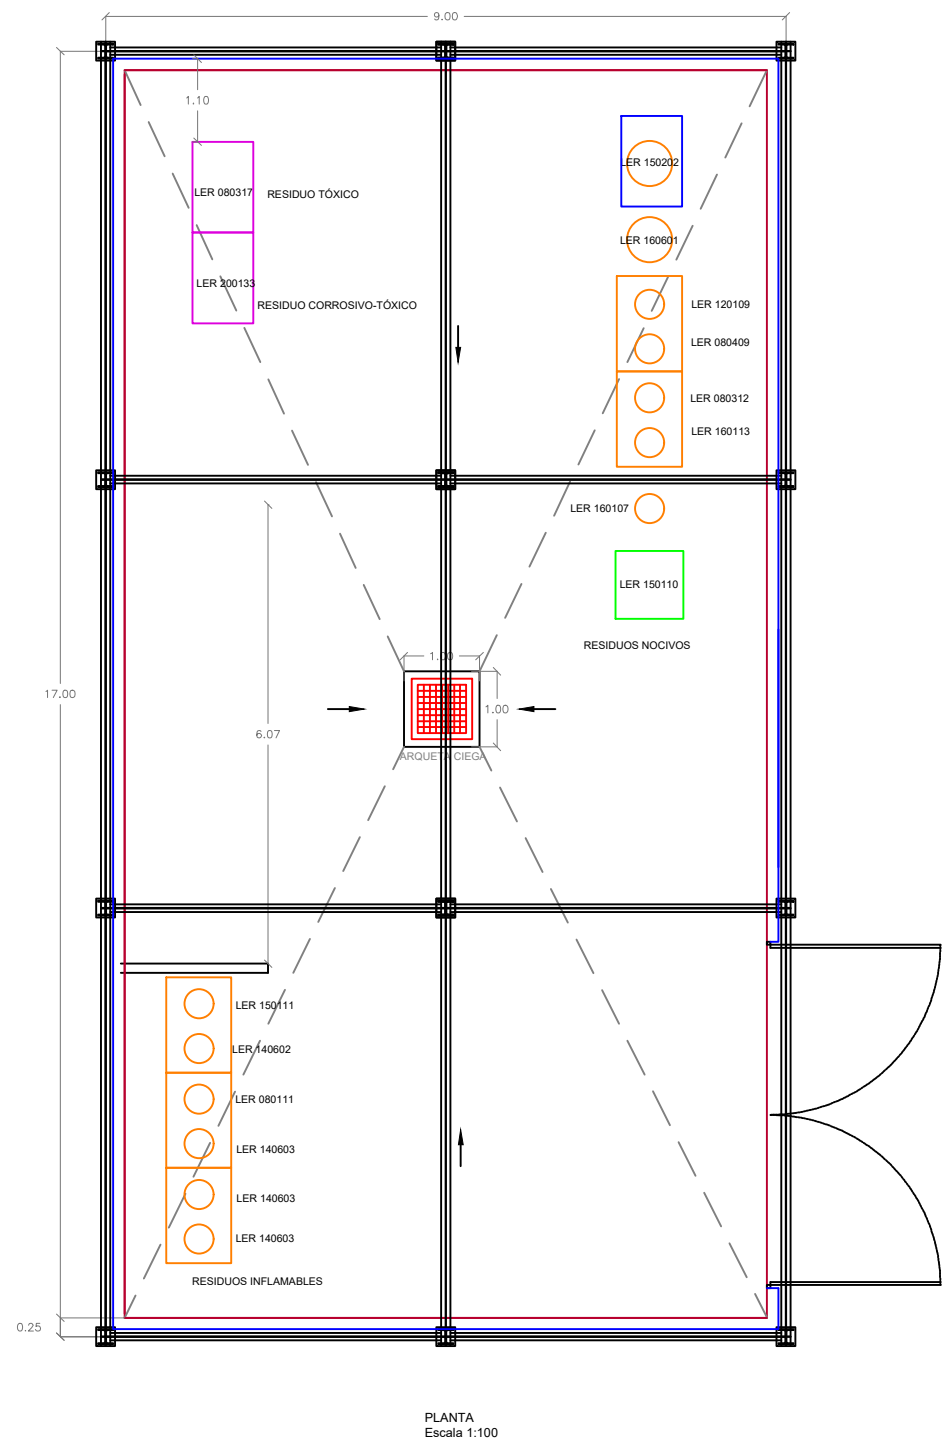 9.00
1.10
LER 080317
RESIDUO TÓXICO
LER 200133
RESIDUO CORROSIVO-TÓXICO
LER 150202
LER 160601
LER 120109
LER 080409
LER 080312
LER 160113
LER 160107
LER 150110
RESIDUOS NOCIVOS
1.00
17.00
1.00
6.07
ARQUETA CIEGA
LER 150111
LER 140602
LER 080111
LER 140603
LER 140603
LER 140603
RESIDUOS INFLAMABLES
0.25
PLANTA
Escala 1:100